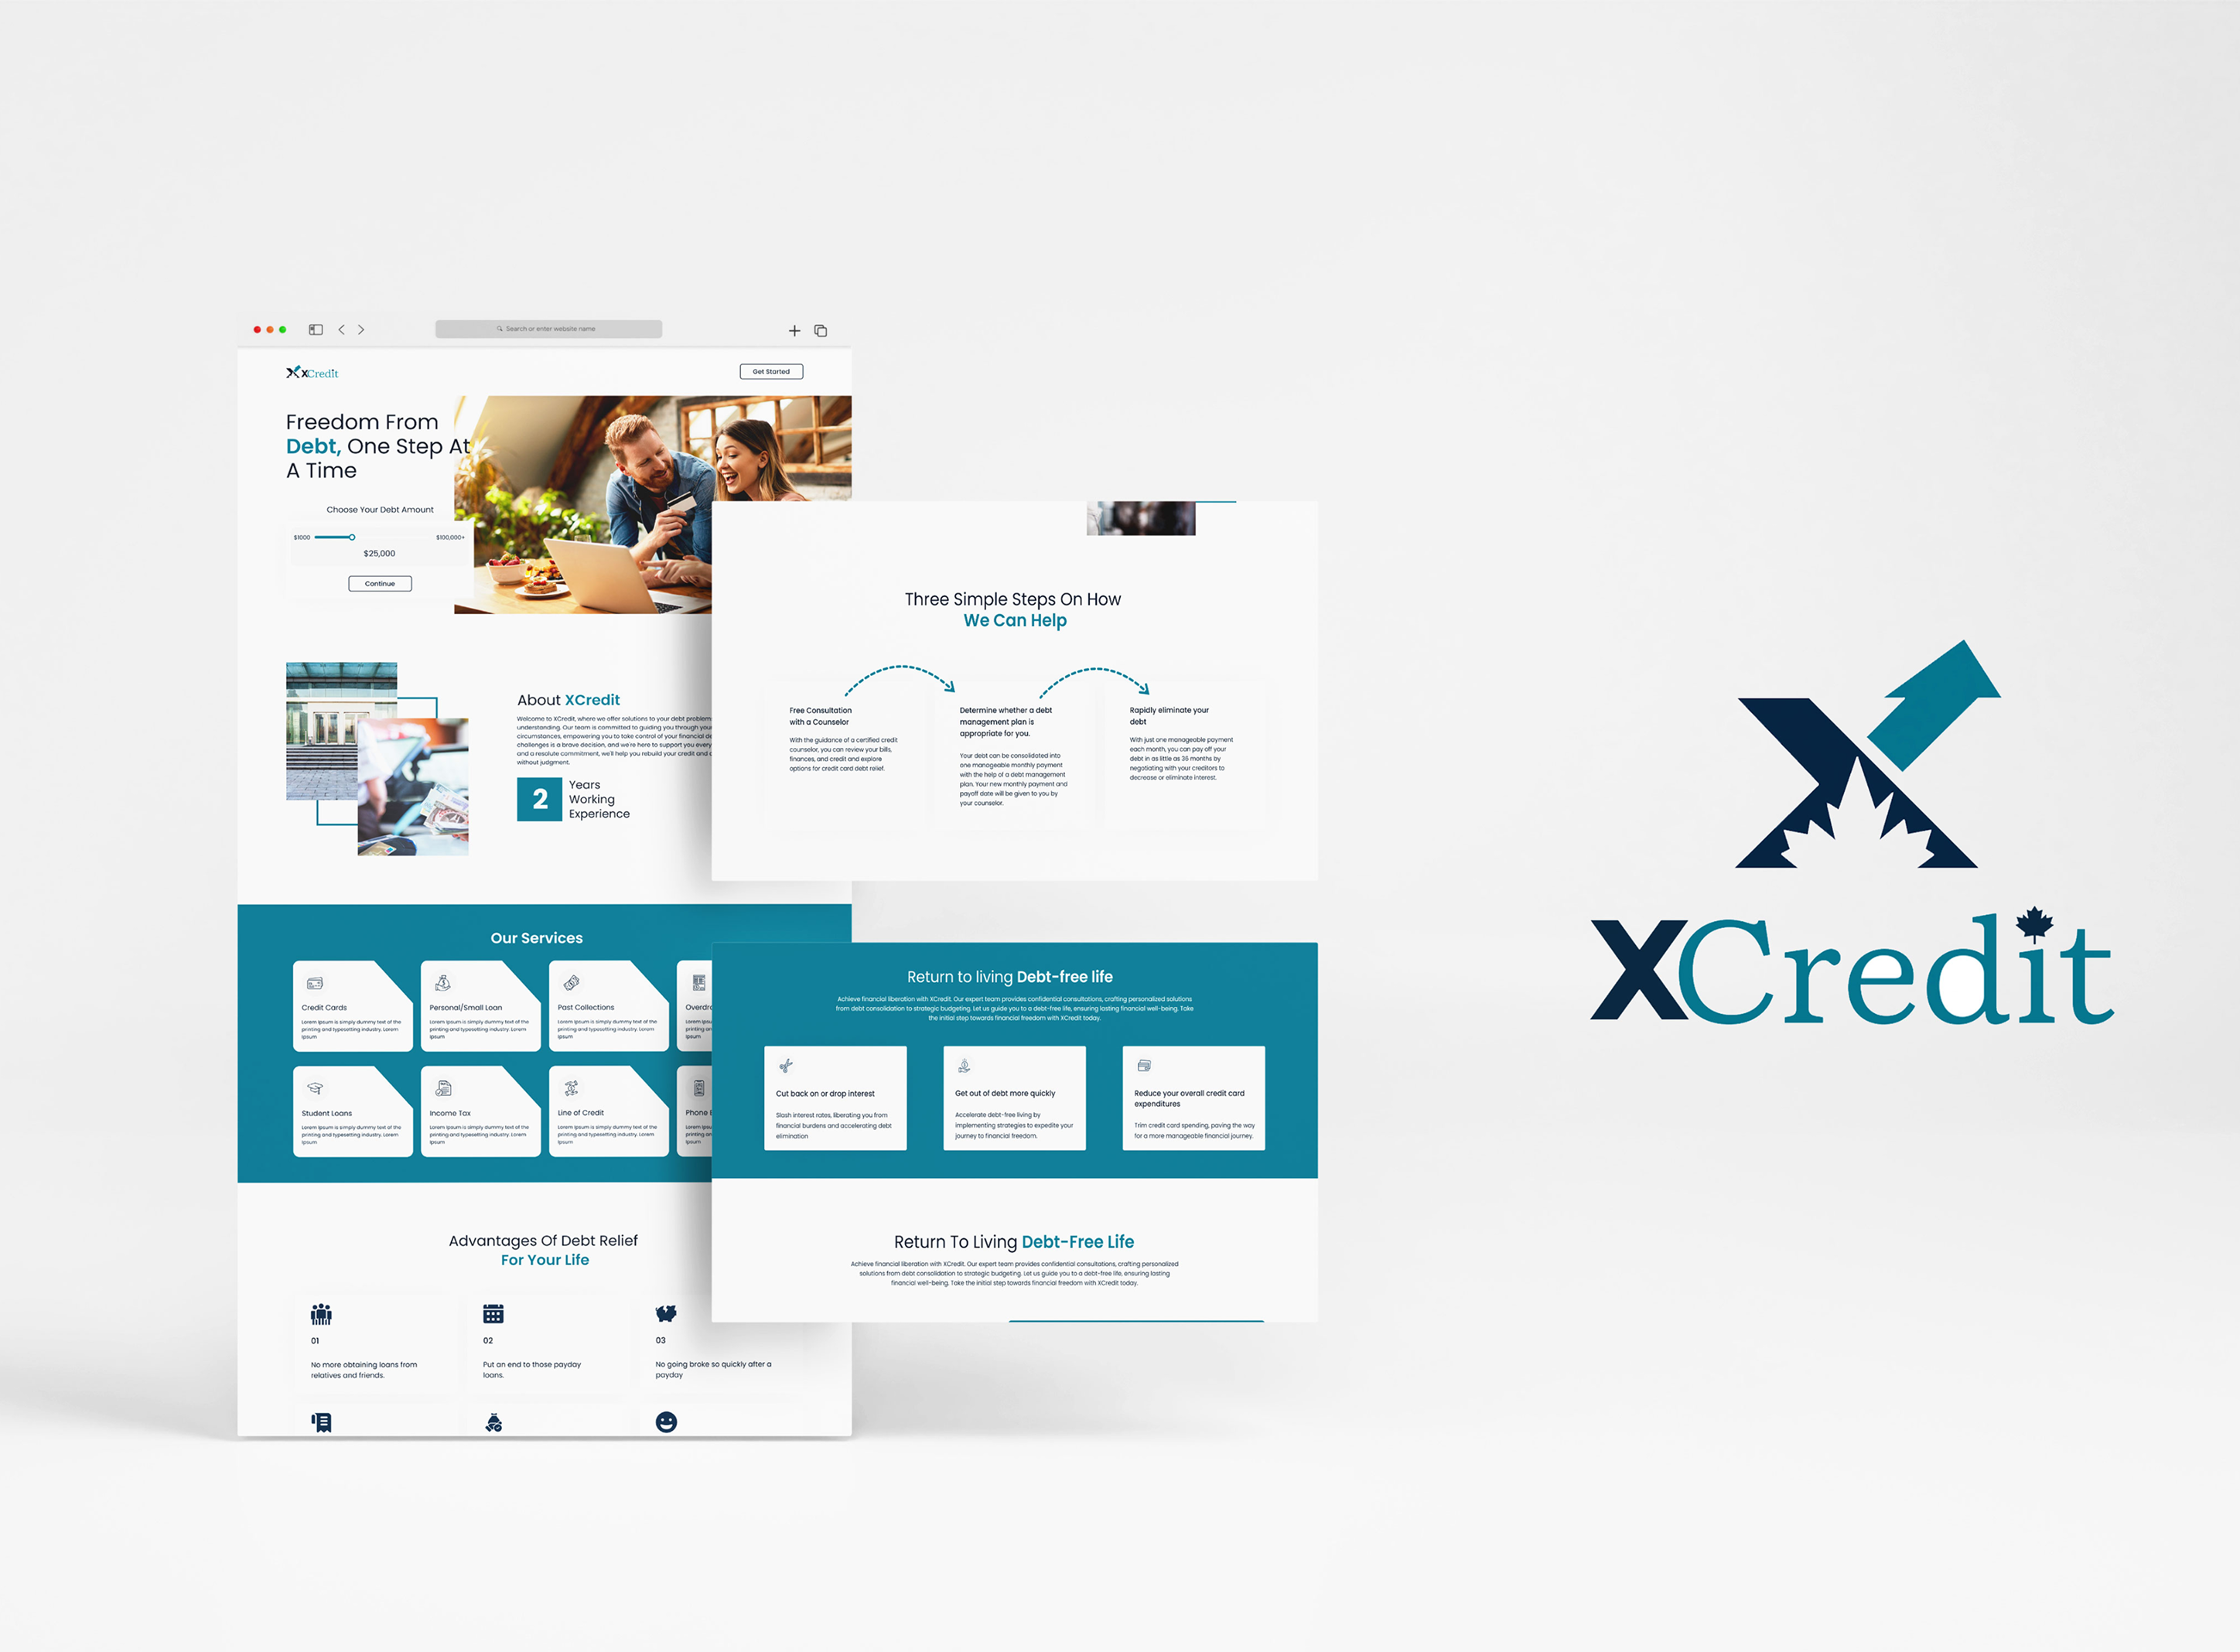 Search or enter website name
XCredit
Get Started
Freedom From
Debt, One Step At
A Time
Choose Your Debt Amount
$1000
$100,000+
$25,000
Continue
About XCredit
Welcome to XCredit, where we offer solutions to your debt problem
understanding. Our team is committed to guiding you through your
circumstances, empowering you to take control of your financial de
challenges is a brave decision, and we're here to support you every
and a resolute commitment, we'll help you rebuild your credit and
without judgment.
2
Years
Working
Experience
Our Services
Credit Cards
Lorem Ipsum is simply dummy text of the
printing and typesetting industry. Lorem
Ipsum
Personal/Small Loan
Lorem Ipsum is simply dummy text of the
printing and typesetting industry. Lorem
Ipsum
Past Collections
Lorem Ipsum is simply dummy text of the
printing and typesetting industry. Lorem
Ipsum
Overdra
Lorem Ipsu
printing an
Ipsum
Student Loans
Lorem Ipsum is simply dummy text of the
printing and typesetting industry. Lorem
Ipsum
Income Tax
Lorem Ipsum is simply dummy text of the
printing and typesetting industry. Lorem
Ipsum
Line of Credit
Lorem Ipsum is simply dummy text of the
printing and typesetting industry. Lorem
Ipsum
Phone
Lorem Ipsu
printing an
Ipsum
Advantages Of Debt Relief
For Your Life
01
No more obtaining loans from
relatives and friends.
02
Put an end to those payday
loans.
03
No going broke so quickly after a
payday
Three Simple Steps On How
We Can Help
Free Consultation
with a Counselor
With the guidance of a certified credit
counselor, you can review your bills,
finances, and credit and explore
options for credit card debt relief.
Determine whether a debt
management plan is
appropriate for you.
Your debt can be consolidated into
one manageable monthly payment
with the help of a debt management
plan. Your new monthly payment and
payoff date will be given to you by
your counselor.
Rapidly eliminate your
debt
With just one manageable payment
each month, you can pay off your
debt in as little as 36 months by
negotiating with your creditors to
decrease or eliminate interest.
Return to living Debt-free life
Achieve financial liberation with XCredit. Our expert team provides confidential consultations, crafting personalized solutions
from debt consolidation to strategic budgeting. Let us guide you to a debt-free life, ensuring lasting financial well-being. Take
the initial step towards financial freedom with XCredit today.
Cut back on or drop interest
Slash interest rates, liberating you from
financial burdens and accelerating debt
elimination
Get out of debt more quickly
Accelerate debt-free living by
implementing strategies to expedite your
journey to financial freedom.
Reduce your overall credit card
expenditures
Trim credit card spending, paving the way
for a more manageable financial journey.
Return To Living Debt-Free Life
Achieve financial liberation with XCredit. Our expert team provides confidential consultations, crafting personalized
solutions from debt consolidation to strategic budgeting. Let us guide you to a debt-free life, ensuring lasting
financial well-being. Take the initial step towards financial freedom with XCredit today.
XCredit